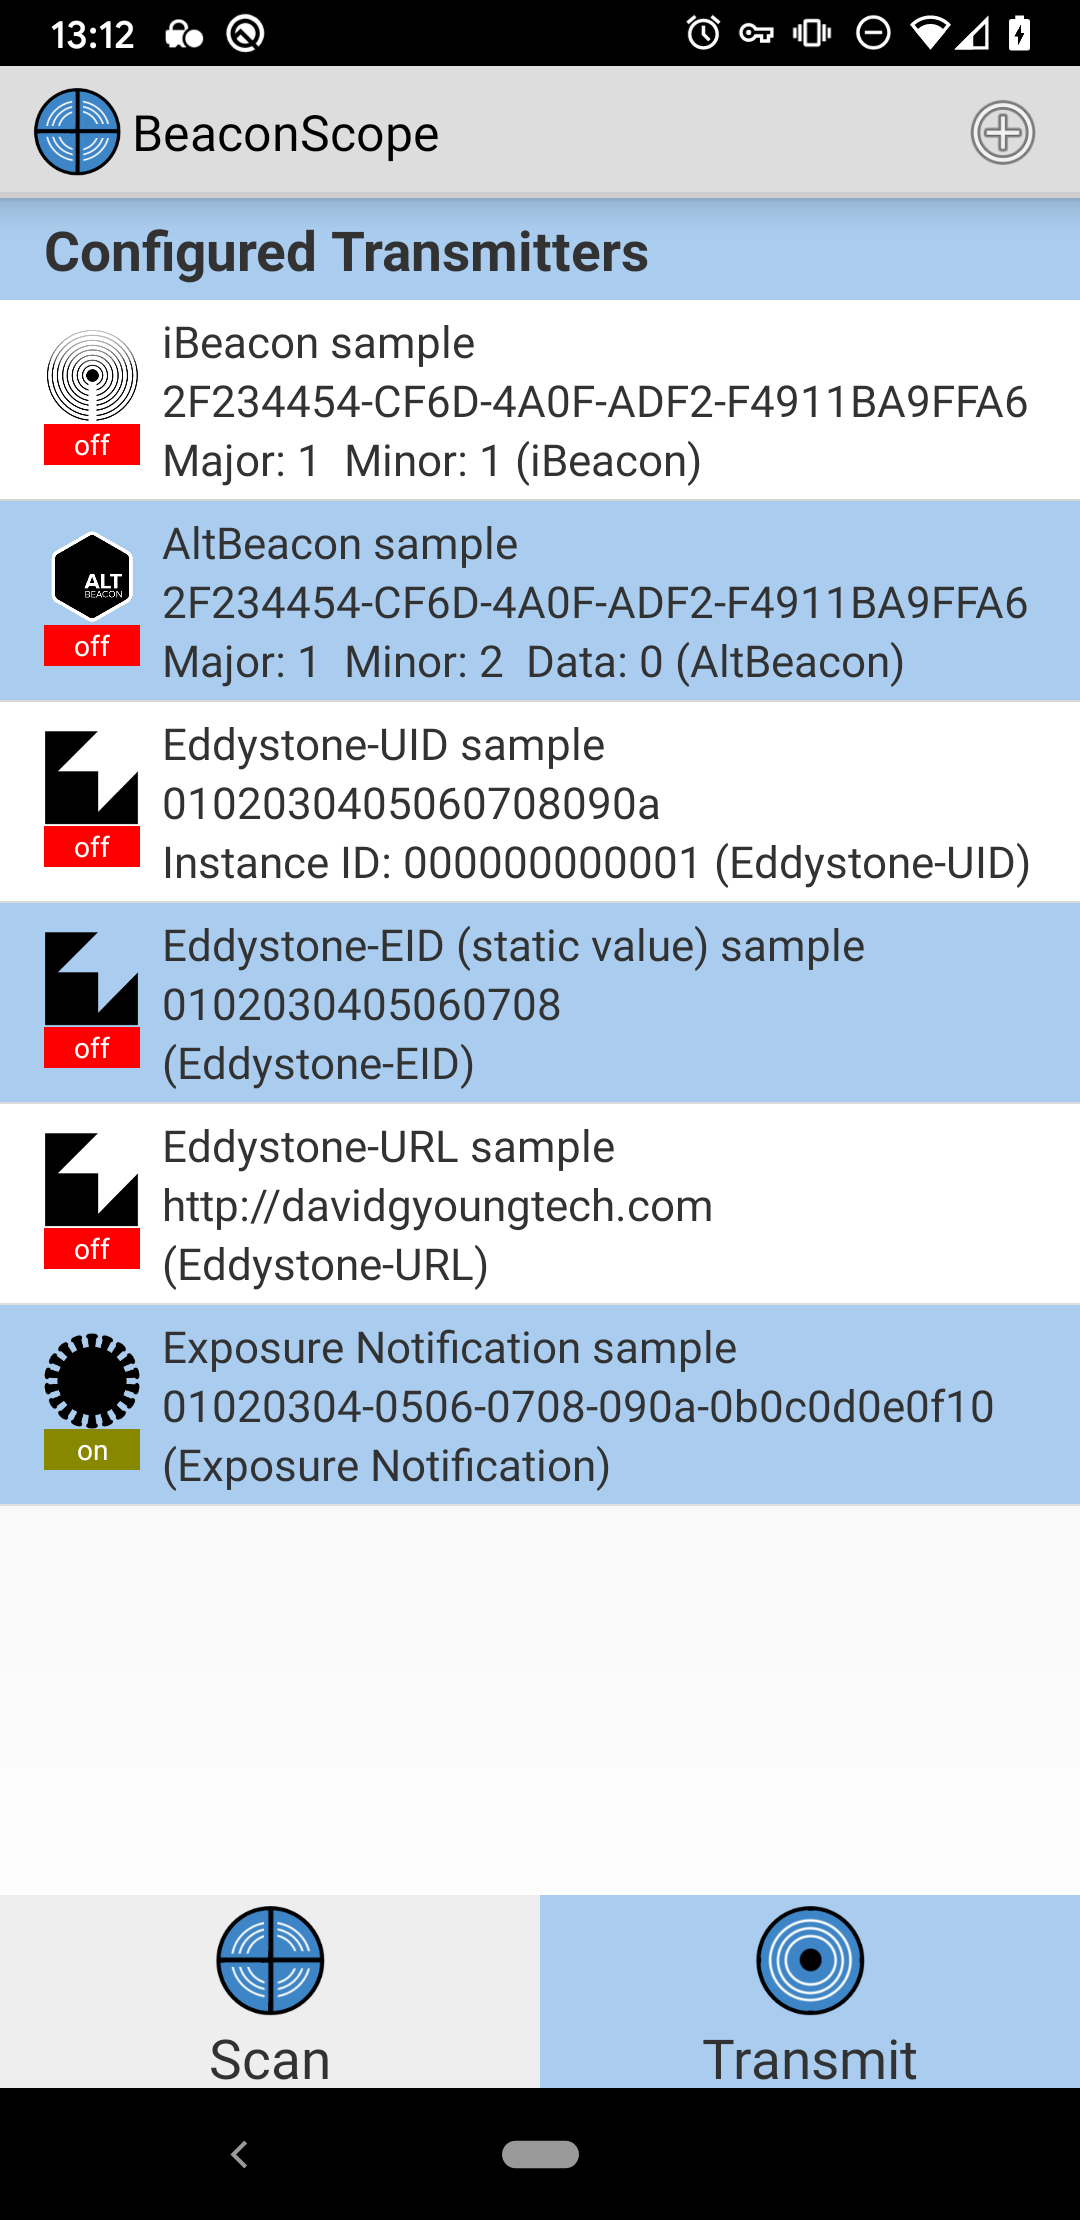 13:12
BeaconScope
Configured Transmitters
iBeacon sample
2F234454-CF6D-4A0F-ADF2-F4911BA9FFA6
off
Major: 1 Minor: 1 (iBeacon)
AltBeacon sample
ALT
BEACON
2F234454-CF6D-4A0F-ADF2-F4911BA9FFA6
off
Major: 1 Minor: 2 Data: 0 (AltBeacon)
Eddystone-UID sample
0102030405060708090a
off
Instance ID: 000000000001 (Eddystone-UID)
Eddystone-EID (static value) sample
0102030405060708
off
(Eddystone-EID)
Eddystone-URL sample
http://davidgyoungtech.com
off
(Eddystone-URL)
Exposure Notification sample
01020304-0506-0708-090a-0b0c0d0e0f10
on
(Exposure Notification)
Scan
Transmit